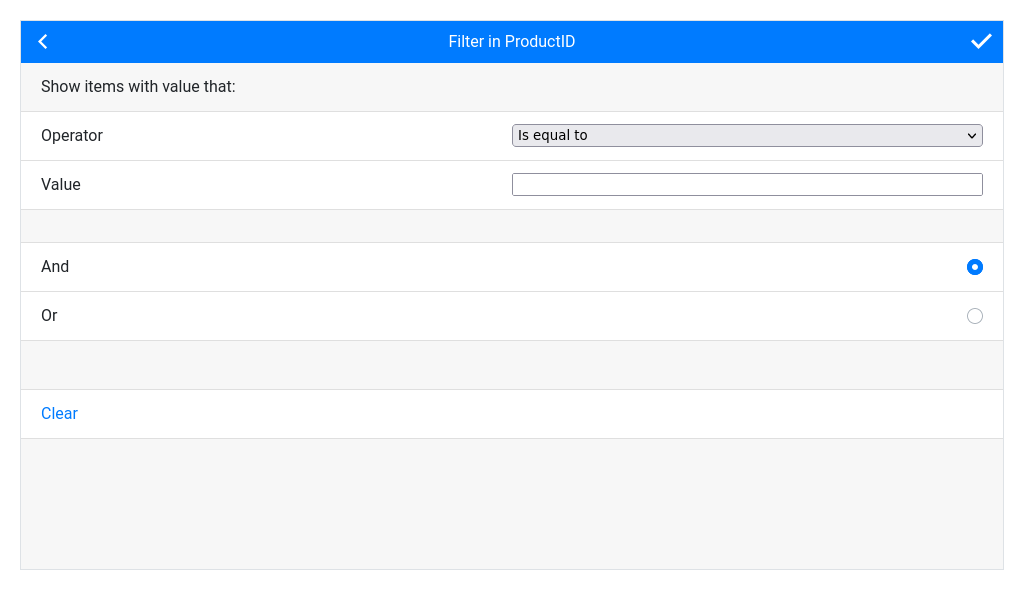 Filter in ProductID
Show items with value that:
Operator
Is equal to
Value
And
Or
Clear